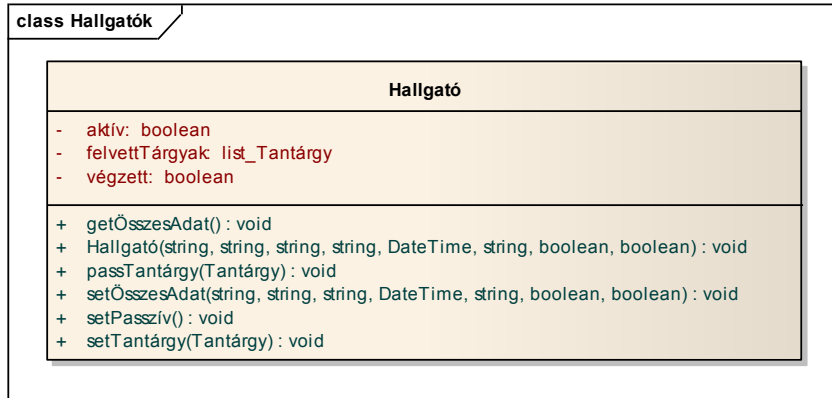 class Hallgatók
Hallgató
- aktív: boolean
- felvettTárgyak: list_Tantárgy
- végzett: boolean
+ getÖsszesAdat() : void
+ Hallgató(string, string, string, string, DateTime, string, boolean, boolean) : void
+ passTantárgy(Tantárgy) : void
+ setÖsszesAdat(string, string, string, DateTime, string, boolean, boolean) : void
+ setPasszív() : void
+ setTantárgy(Tantárgy) : void